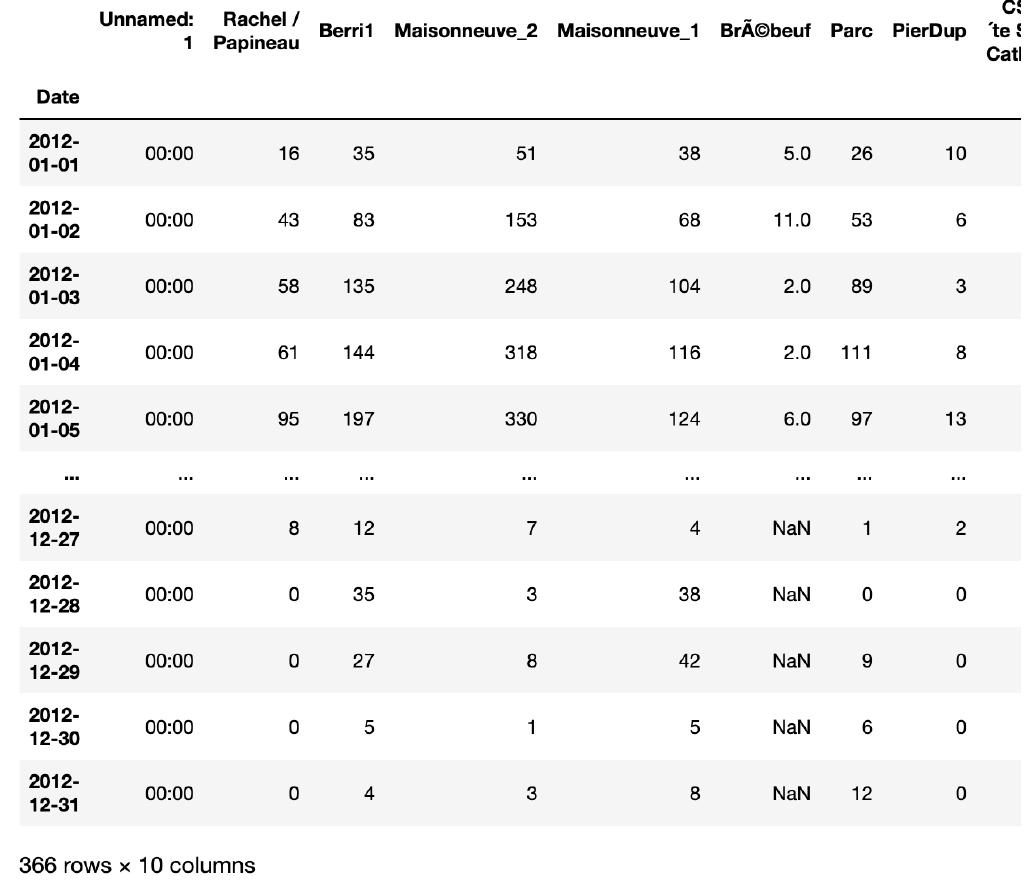 Unnamed: 1 Rachel / Papineau Berri1 Maisonneuve_2 Maisonneuve_1 BrÃ©beuf Parc PierDup
Date
2012-01-01 00:00 16 35 51 38 5.0 26 10
2012-01-02 00:00 43 83 153 68 11.0 53 6
2012-01-03 00:00 58 135 248 104 2.0 89 3
2012-01-04 00:00 61 144 318 116 2.0 111 8
2012-01-05 00:00 95 197 330 124 6.0 97 13
... ... ... ... ... ... ... ... ...
2012-12-27 00:00 8 12 7 4 NaN 1 2
2012-12-28 00:00 0 35 3 38 NaN 0 0
2012-12-29 00:00 0 27 8 42 NaN 9 0
2012-12-30 00:00 0 5 1 5 NaN 6 0
2012-12-31 00:00 0 4 3 8 NaN 12 0
366 rows × 10 columns